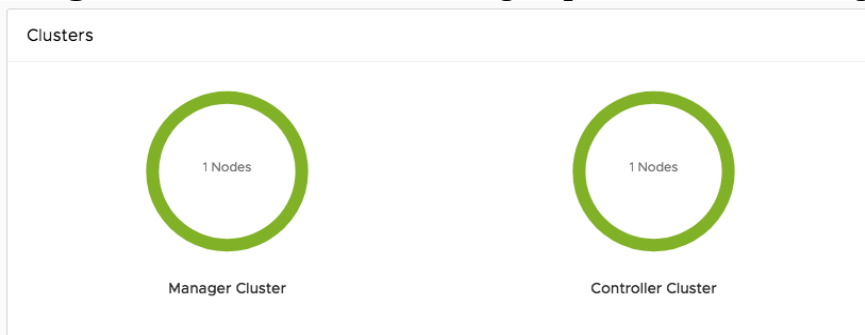 Clusters
1 Nodes
1 Nodes
Manager Cluster
Controller Cluster